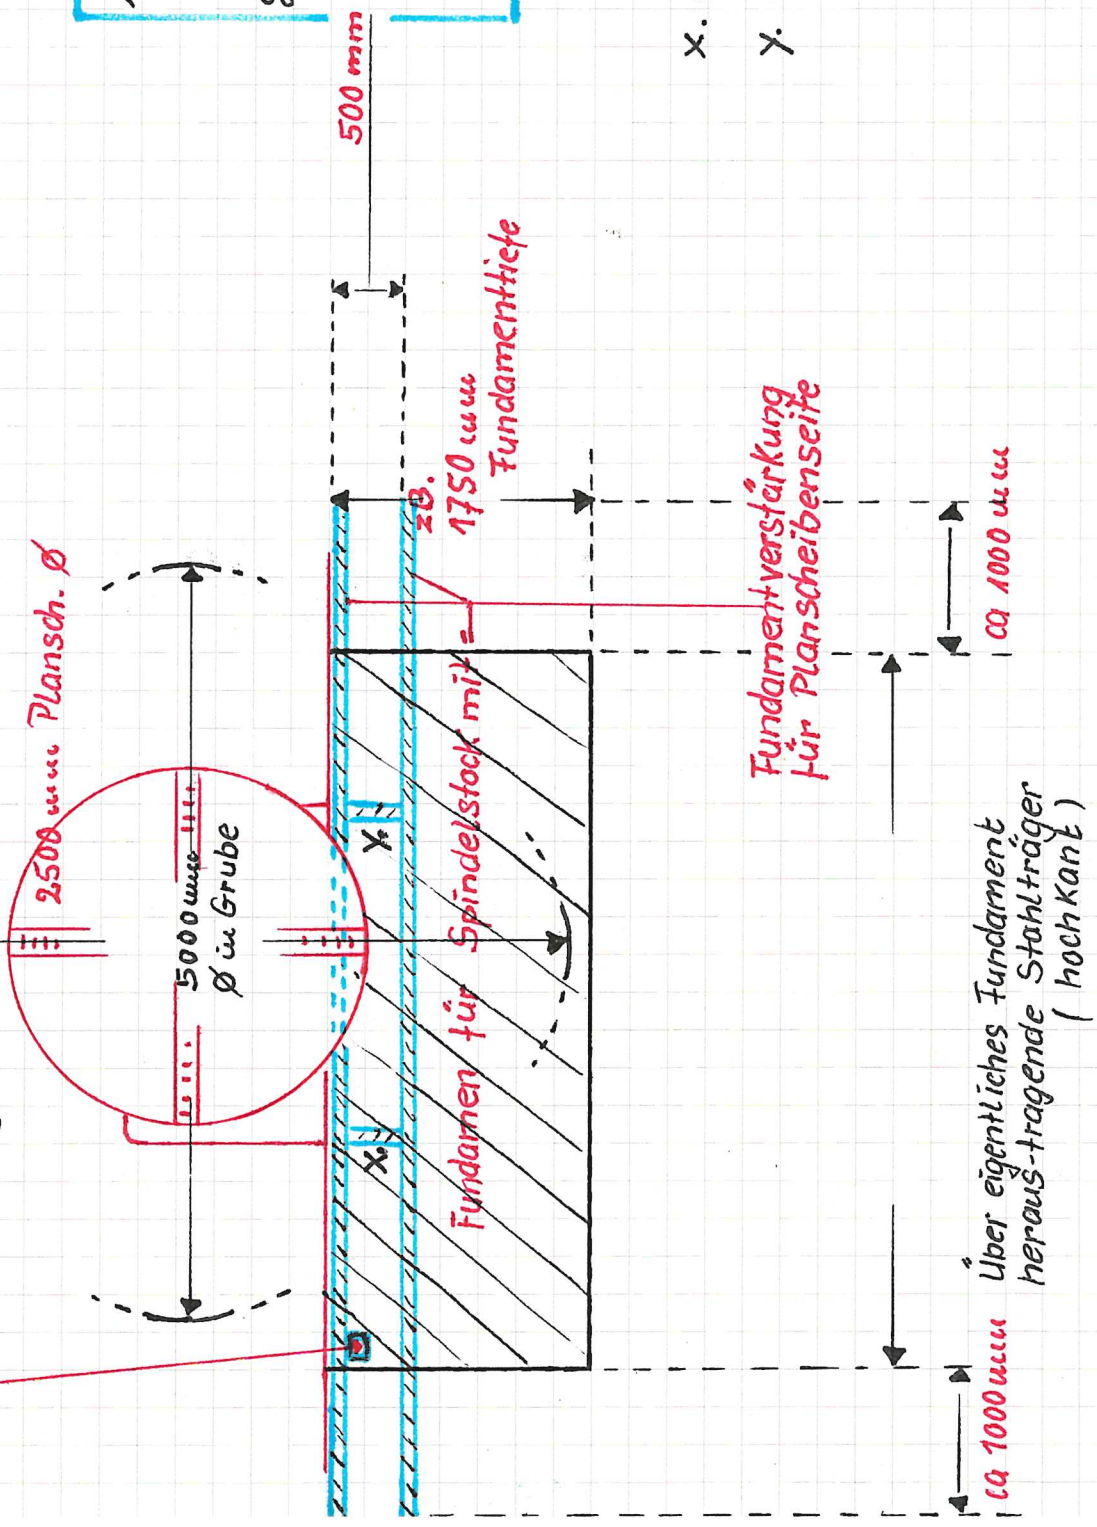 2500 mm Plansch. Ø
5000 mm
Ø in Grube
500 mm
x.
y.
X.
Y.
Fundamen für Spindelstock mit =
zB.
1750 mm
Fundamenttiefe
Fundamentverstärkung
für Planscheibenseite
ca 1000 mm
ca 1000 mm
Über eigentliches Fundament
heraus-tragende Stahlträger
( hochkant )